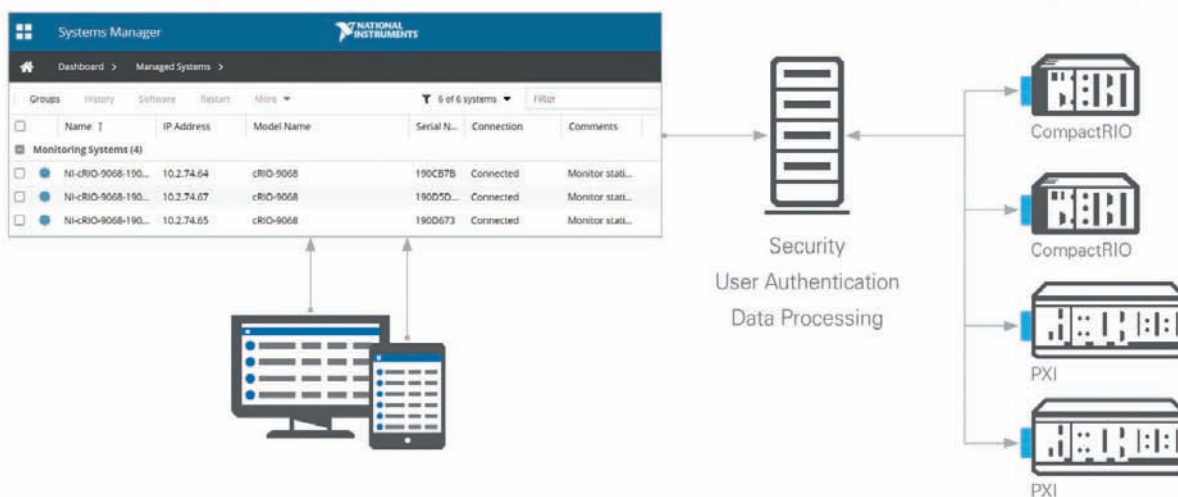 Systems Manager
NATIONAL INSTRUMENTS
Dashboard > Managed Systems >
Groups History Software Restart More 6 of 6 systems Filter
Name IP Address Model Name Serial N... Connection Comments
Monitoring Systems (4)
NI-cRIO-9068-190... 10.2.74.64 cRIO-9068 190CB7B Connected Monitor stati...
NI-cRIO-9068-190... 10.2.74.67 cRIO-9068 190D5D... Connected Monitor stati...
NI-cRIO-9068-190... 10.2.74.65 cRIO-9068 190D673 Connected Monitor stati...
Security
User Authentication
Data Processing
CompactRIO
CompactRIO
PXI
PXI